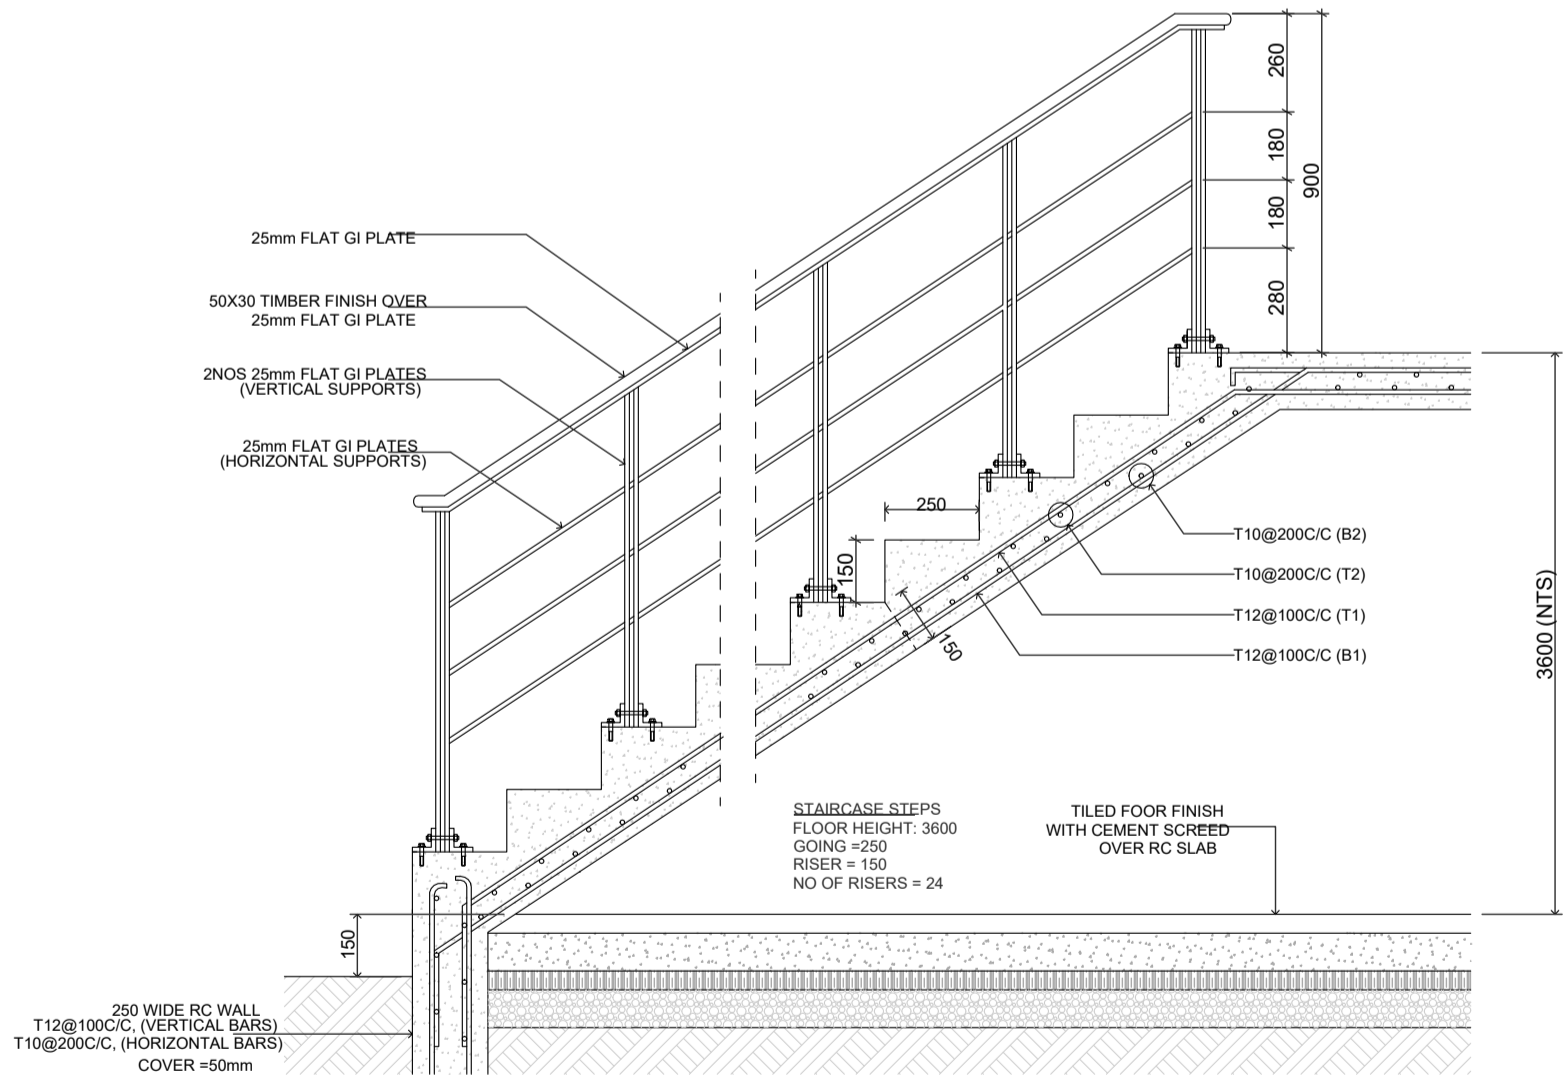 260
180
900
180
280
25mm FLAT GI PLATE
50X30 TIMBER FINISH OVER
25mm FLAT GI PLATE
2NOS 25mm FLAT GI PLATES
(VERTICAL SUPPORTS)
25mm FLAT GI PLATES
(HORIZONTAL SUPPORTS)
250
150
150
T10@200C/C (B2)
T10@200C/C (T2)
T12@100C/C (T1)
T12@100C/C (B1)
3600 (NTS)
STAIRCASE STEPS
FLOOR HEIGHT: 3600
GOING =250
RISER = 150
NO OF RISERS = 24
TILED FOOR FINISH
WITH CEMENT SCREED
OVER RC SLAB
150
250 WIDE RC WALL
T12@100C/C, (VERTICAL BARS)
T10@200C/C, (HORIZONTAL BARS)
COVER =50mm